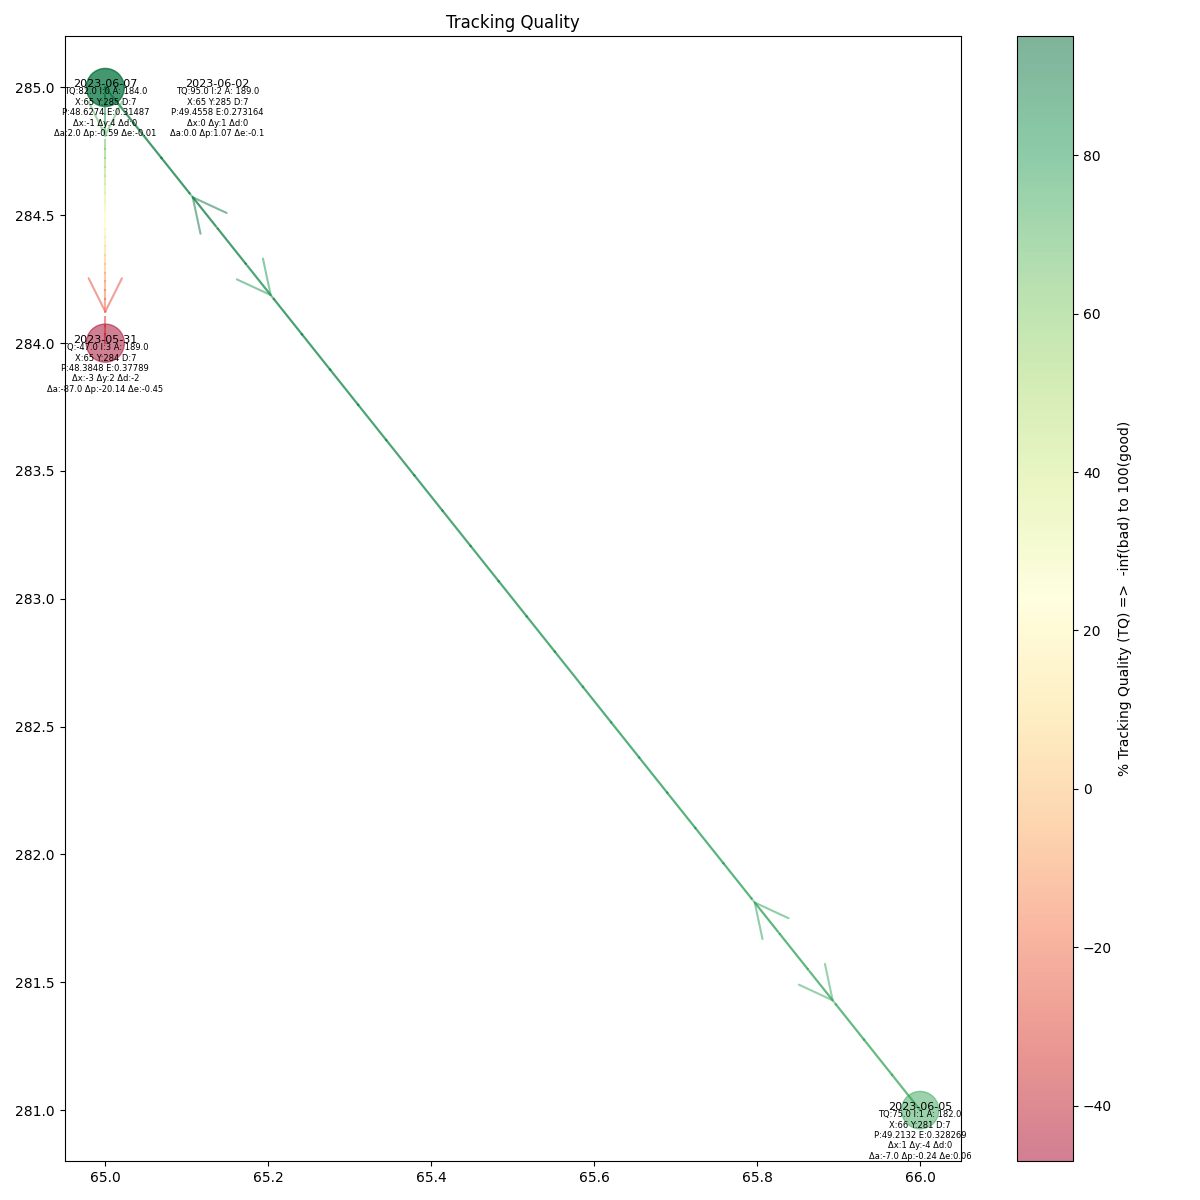 Tracking Quality
285.0
284.5
284.0
283.5
283.0
282.5
282.0
281.5
281.0
2023-06-07
TQ:82.0 I:0 A: 184.0
X:65 Y:285 D:7
P:48.6274 E:0.31487
Δx:-1 Δy:4 Δd:0
Δa:2.0 Δp:-0.59 Δe:-0.01
2023-06-02
TQ:95.0 I:2 A: 189.0
X:65 Y:285 D:7
P:49.4558 E:0.273164
Δx:0 Δy:1 Δd:0
Δa:0.0 Δp:1.07 Δe:-0.1
2023-05-31
TQ:-47.0 I:3 A: 189.0
X:65 Y:284 D:7
P:48.3848 E:0.37789
Δx:-3 Δy:2 Δd:-2
Δa:-87.0 Δp:-20.14 Δe:-0.45
2023-06-05
TQ:75.0 I:1 A: 182.0
X:66 Y:281 D:7
P:49.2132 E:0.328269
Δx:1 Δy:-4 Δd:0
Δa:-7.0 Δp:-0.24 Δe:0.06
65.0 65.2 65.4 65.6 65.8 66.0
80
60
40
20
0
−20
−40
% Tracking Quality (TQ) => -inf(bad) to 100(good)